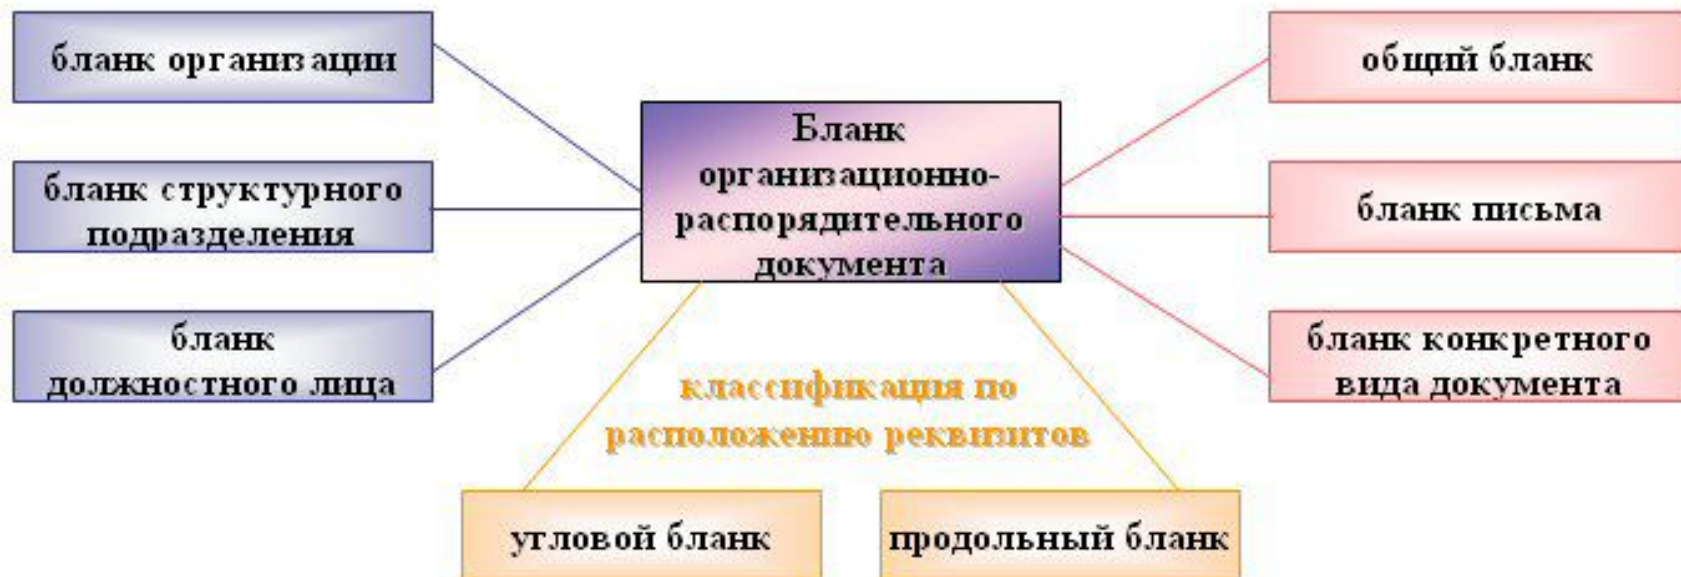 бланк организации
бланк структурного
подразделения
бланк
должностного лица
Бланк
организационно-
распорядительного
документа
общий бланк
бланк письма
бланк конкретного
вида документа
классификация по
расположению реквизитов
угловой бланк
продольный бланк